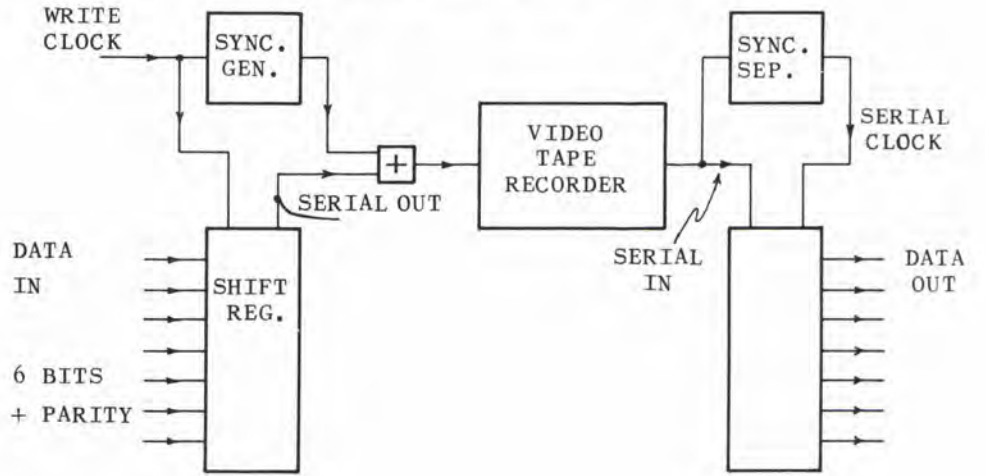 WRITE
CLOCK
SYNC.
GEN.
SYNC.
SEP.
SERIAL
CLOCK
VIDEO
TAPE
RECORDER
+
SERIAL OUT
SERIAL
IN
DATA
IN
SHIFT
REG.
6 BITS
+ PARITY
DATA
OUT